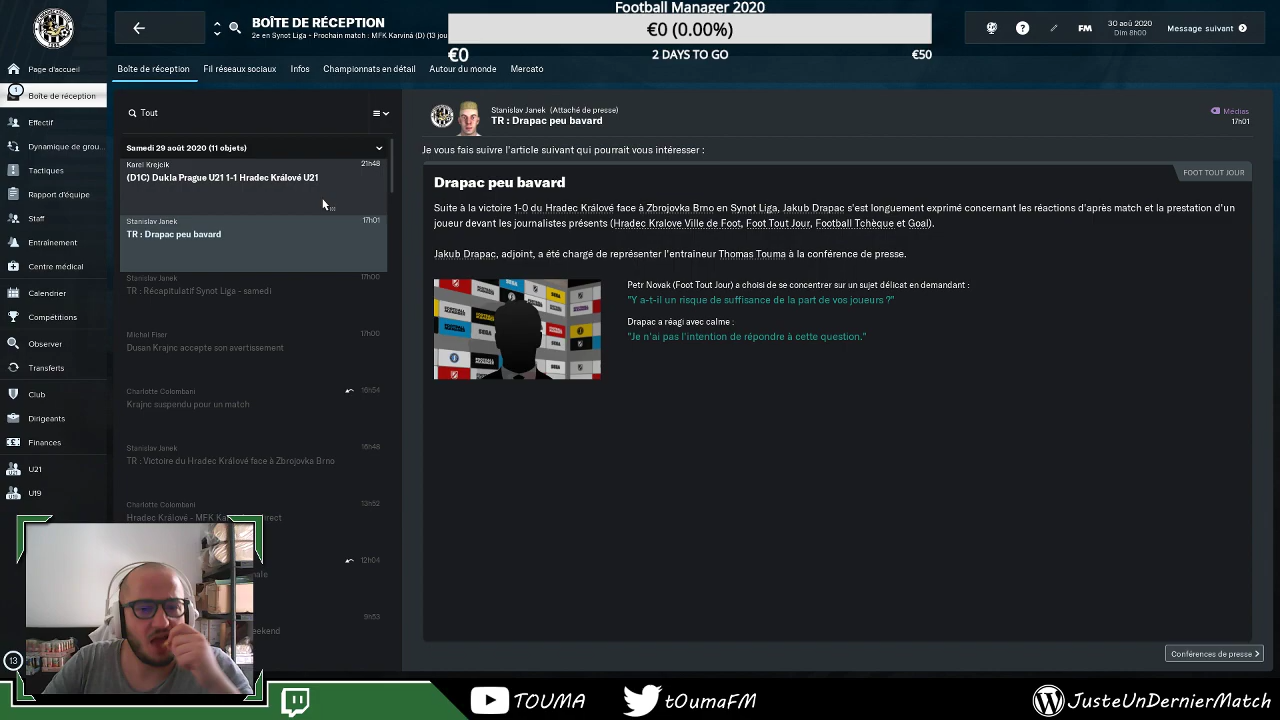 Football Manager 2020
€0 (0.00%)
€0
2 DAYS TO GO
€50
BOÎTE DE RÉCEPTION
2e en Synot Liga - Prochain match : MFK Karviná (D) (13 jou
FM
30 aoû 2020
Dim 8h00
Message suivant
Page d'accueil
1
Boîte de réception
Effectif
Dynamique de grou...
Tactiques
Rapport d'équipe
Staff
Entraînement
Centre médical
Calendrier
Compétitions
Observer
Transferts
Club
Dirigeants
Finances
U21
U19
13
Boîte de réception
Fil réseaux sociaux
Infos
Championnats en détail
Autour du monde
Mercato
Tout
Samedi 29 août 2020 (11 objets)
Karel Krejcik 21h48
(D1C) Dukla Prague U21 1-1 Hradec Králové U21
Stanislav Janek 17h01
TR : Drapac peu bavard
Stanislav Janek 17h00
TR : Récapitulatif Synot Liga - samedi
Michal Fiser 17h00
Dusan Krajnc accepte son avertissement
Charlotte Colombani 16h54
Krajnc suspendu pour un match
Stanislav Janek 16h48
TR : Victoire du Hradec Králové face à Zbrojovka Brno
Charlotte Colombani 13h52
Hradec Králové - MFK
12h04
9h53
Stanislav Janek (Attaché de presse)
TR : Drapac peu bavard
Médias
17h01
Je vous fais suivre l'article suivant qui pourrait vous intéresser :
FOOT TOUT JOUR
Drapac peu bavard
Suite à la victoire 1-0 du Hradec Králové face à Zbrojovka Brno en Synot Liga, Jakub Drapac s'est longuement exprimé concernant les réactions d'après match et la prestation d'un
joueur devant les journalistes présents (Hradec Kralove Ville de Foot, Foot Tout Jour, Football Tchèque et Goal).
Jakub Drapac, adjoint, a été chargé de représenter l'entraîneur Thomas Touma à la conférence de presse.
Petr Novak (Foot Tout Jour) a choisi de se concentrer sur un sujet délicat en demandant :
"Y a-t-il un risque de suffisance de la part de vos joueurs ?"
Drapac a réagi avec calme :
"Je n'ai pas l'intention de répondre à cette question."
Conférences de presse
TOUMA
tOumaFM
JusteUnDernierMatch